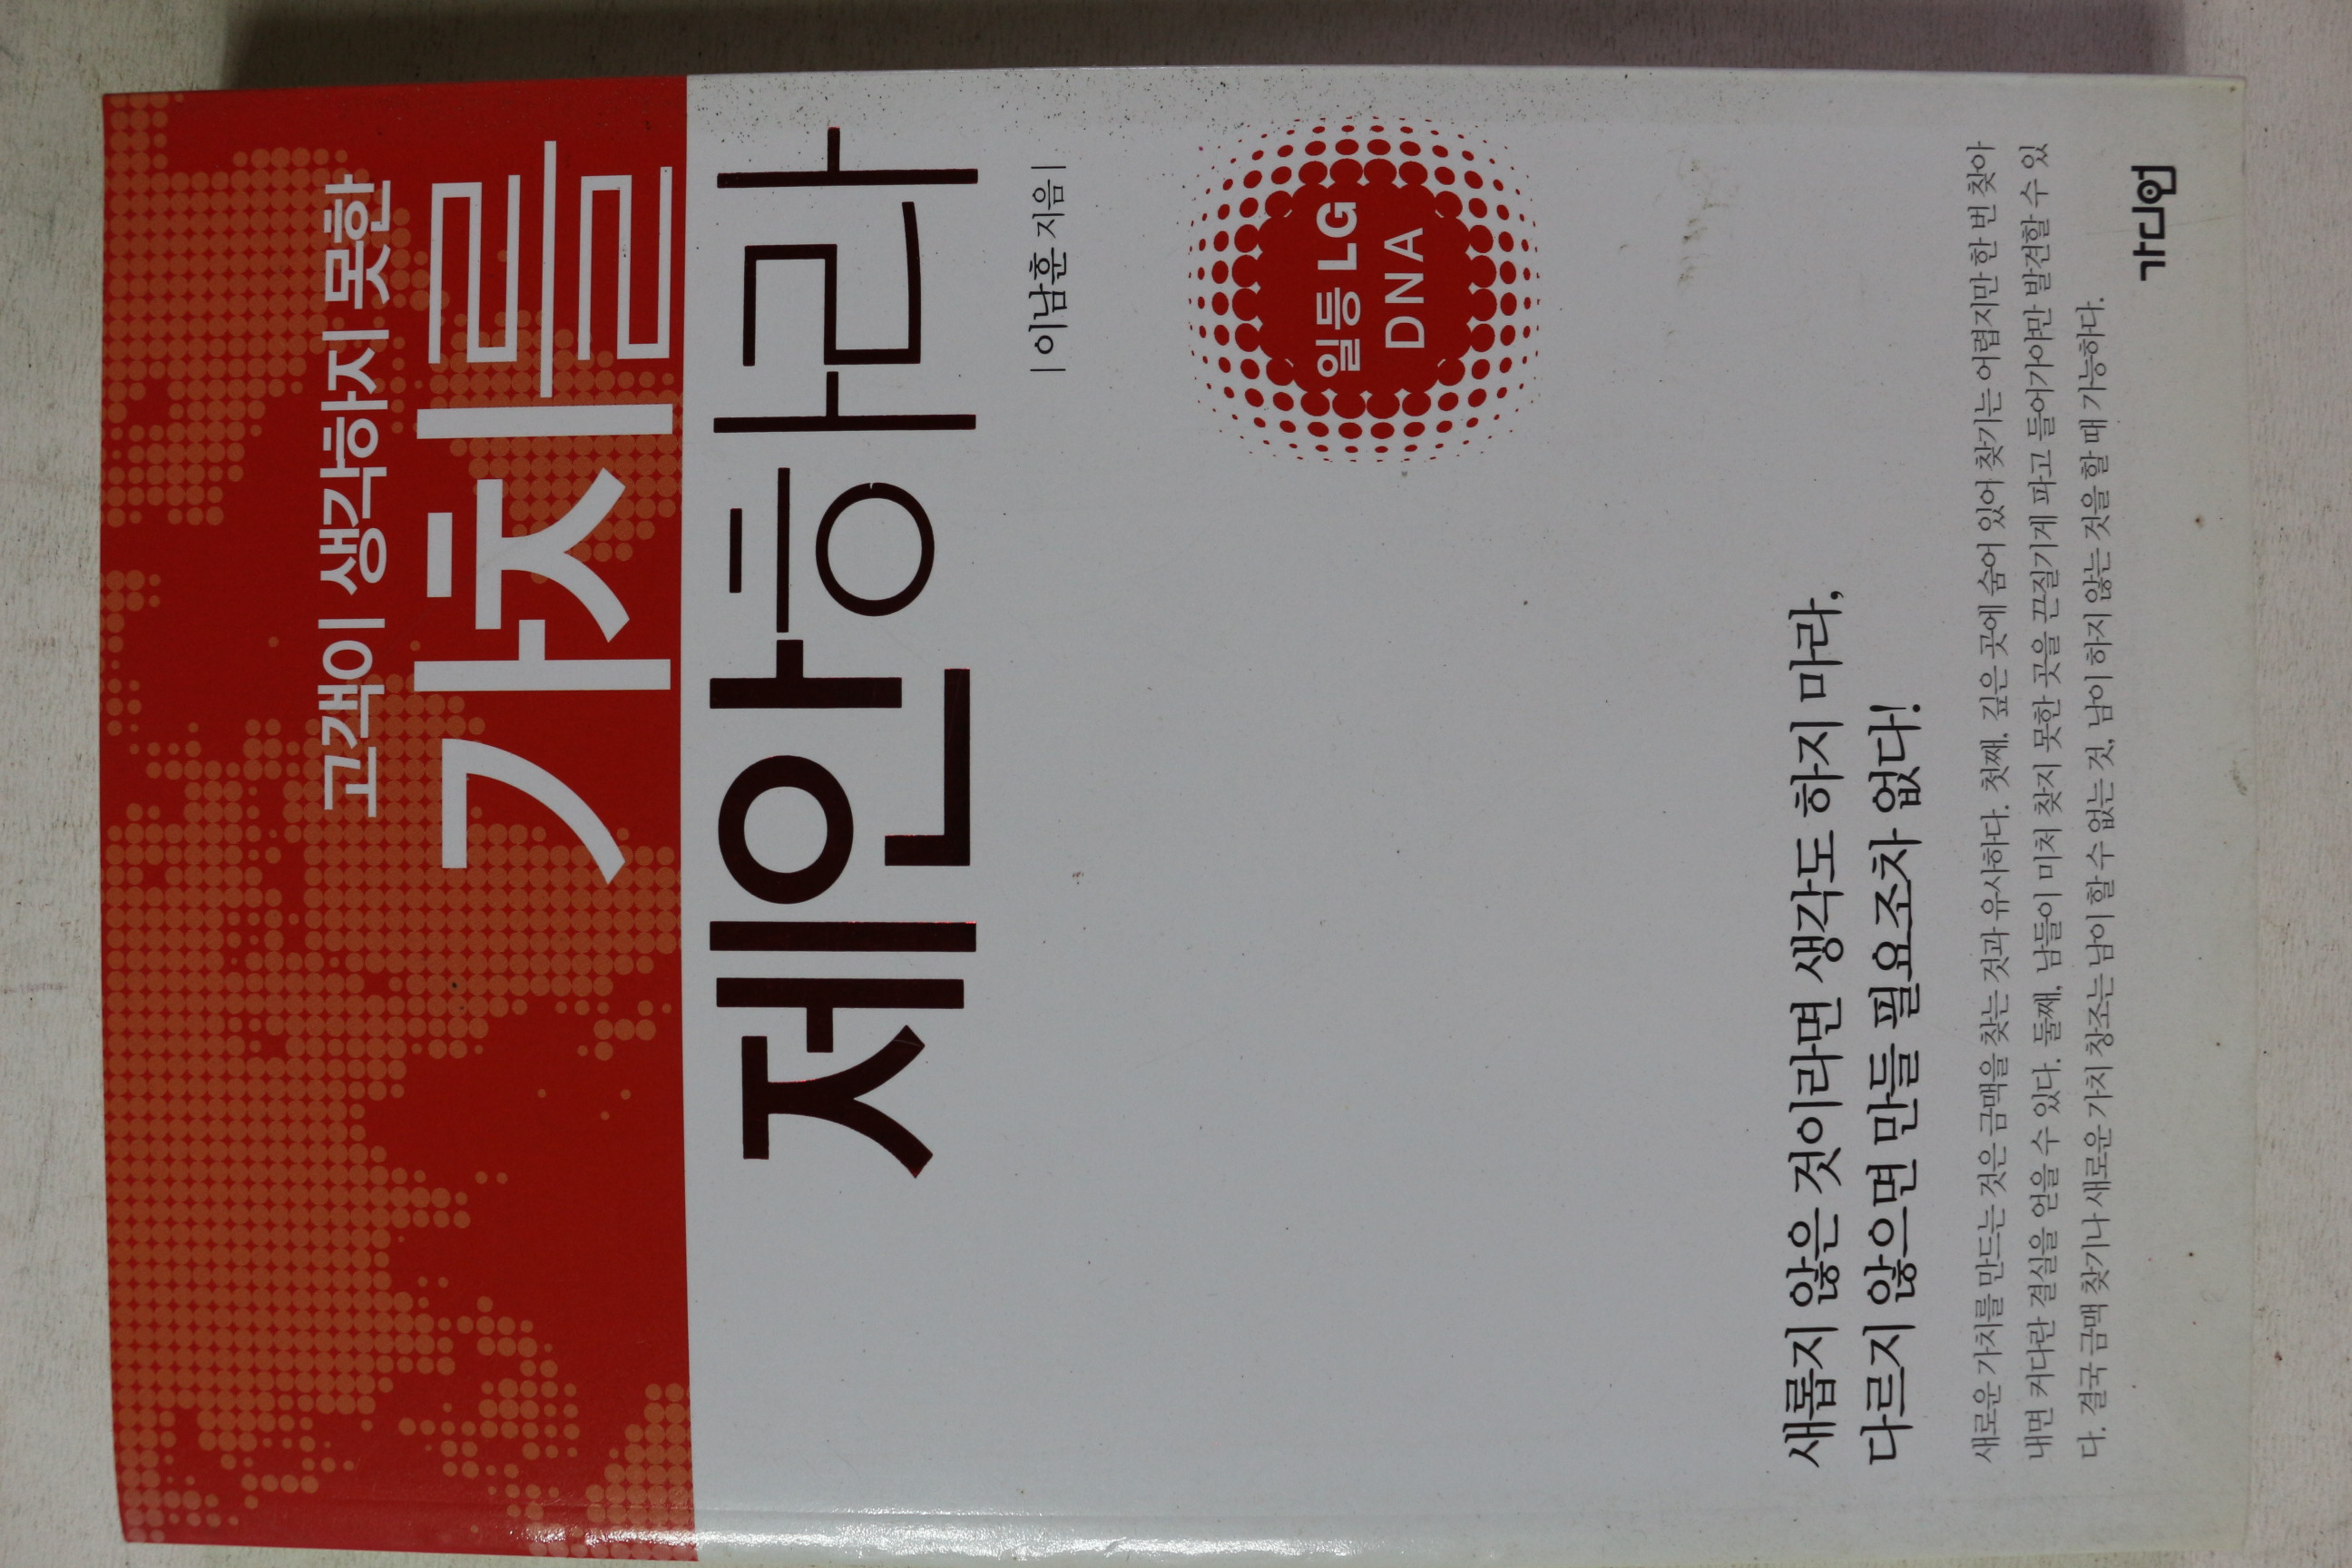 고객이 생각하지 못한
가치를
제안하라
| 이남훈 지음 |
일등 LG
DNA
새롭지 않은 것이라면 생각도 하지 마라,
다르지 않으면 만들 필요조차 없다!
새로운 가치를 만드는 것은 금맥을 찾는 것과 유사하다. 첫째, 깊은 곳에 숨어 있어 찾기는 어렵지만 한 번 찾아
내면 커다란 결실을 얻을 수 있다. 둘째, 남들이 미처 찾지 못한 곳을 끈질기게 파고 들어가야만 발견할 수 있
다. 결국 금맥 찾기나 새로운 가치 창조는 남이 할 수 없는 것, 남이 하지 않는 것을 할 때 가능하다.
가디언